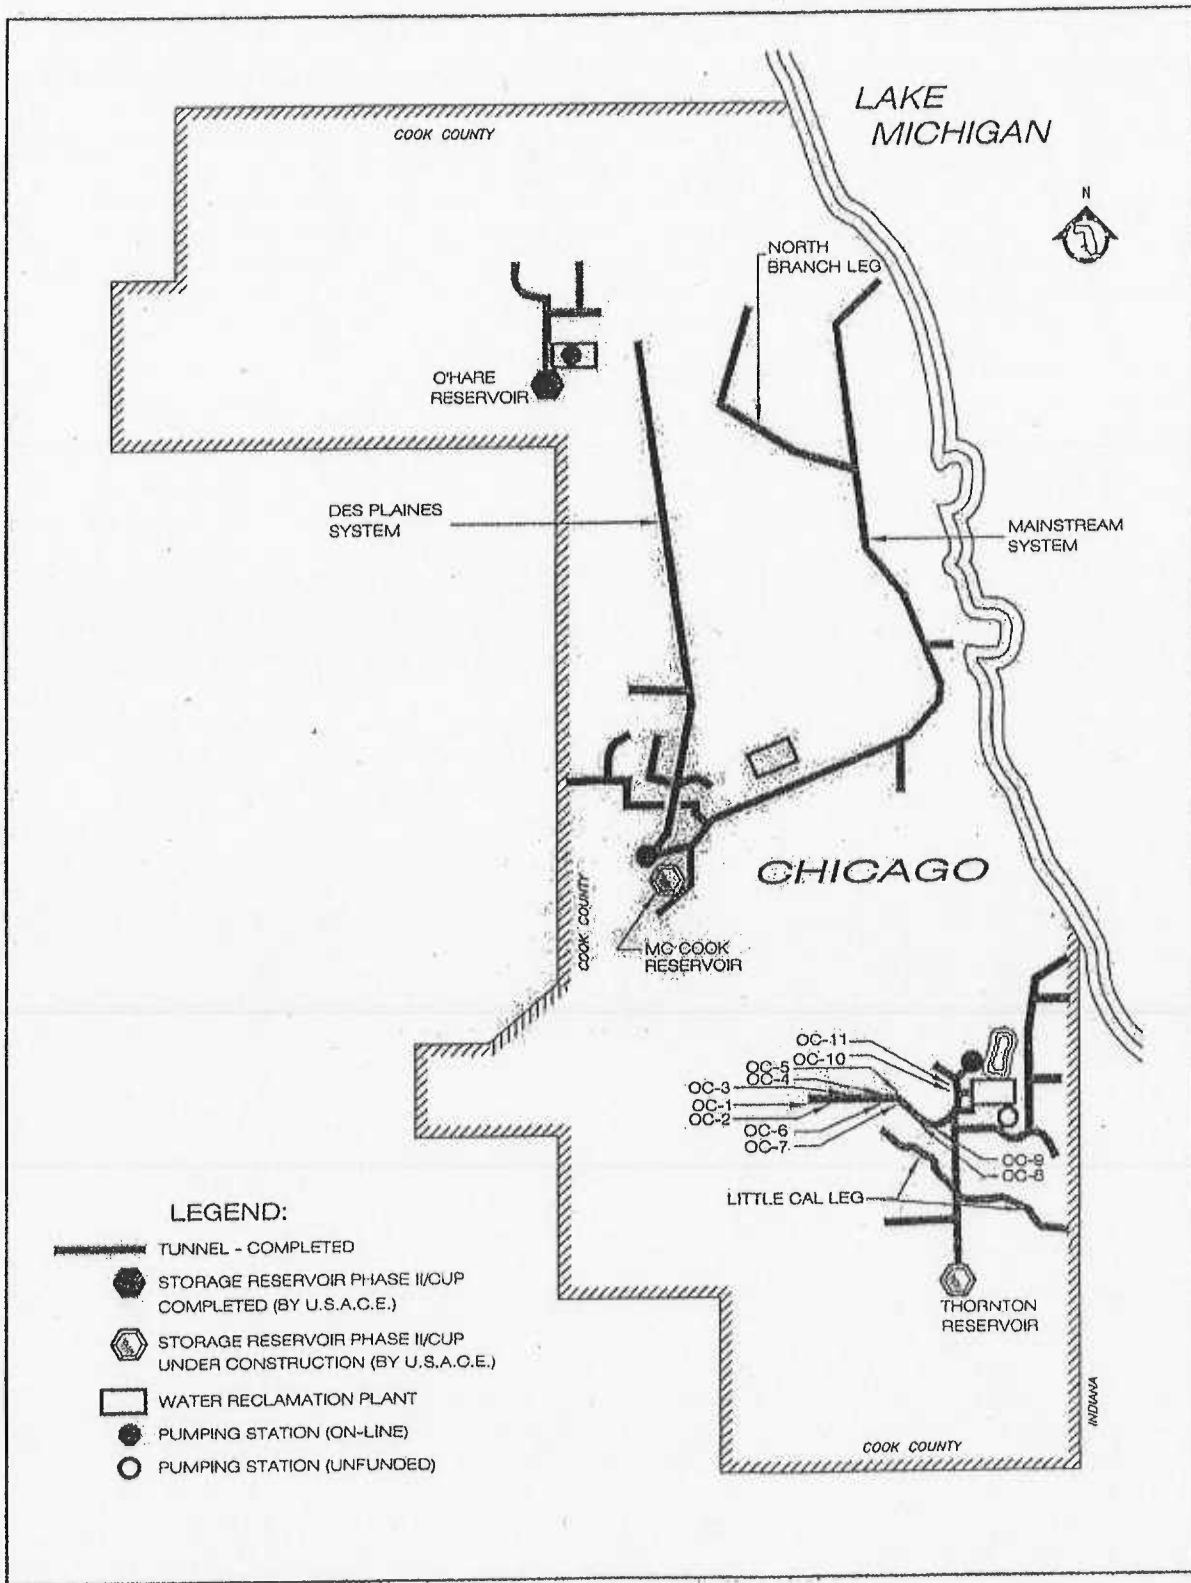 LAKE
MICHIGAN
COOK COUNTY
N
NORTH
BRANCH LEG
O'HARE
RESERVOIR
DES PLAINES
SYSTEM
MAINSTREAM
SYSTEM
CHICAGO
COOK COUNTY
MC COOK
RESERVOIR
OC-11
OC-10
OC-5
OC-4
OC-3
OC-1
OC-2
OC-6
OC-7
OC-9
OC-8
LITTLE CAL LEG
THORNTON
RESERVOIR
INDIANA
COOK COUNTY
LEGEND:
TUNNEL - COMPLETED
STORAGE RESERVOIR PHASE II/CUP
COMPLETED (BY U.S.A.C.E.)
STORAGE RESERVOIR PHASE II/CUP
UNDER CONSTRUCTION (BY U.S.A.C.E.)
WATER RECLAMATION PLANT
PUMPING STATION (ON-LINE)
PUMPING STATION (UNFUNDED)